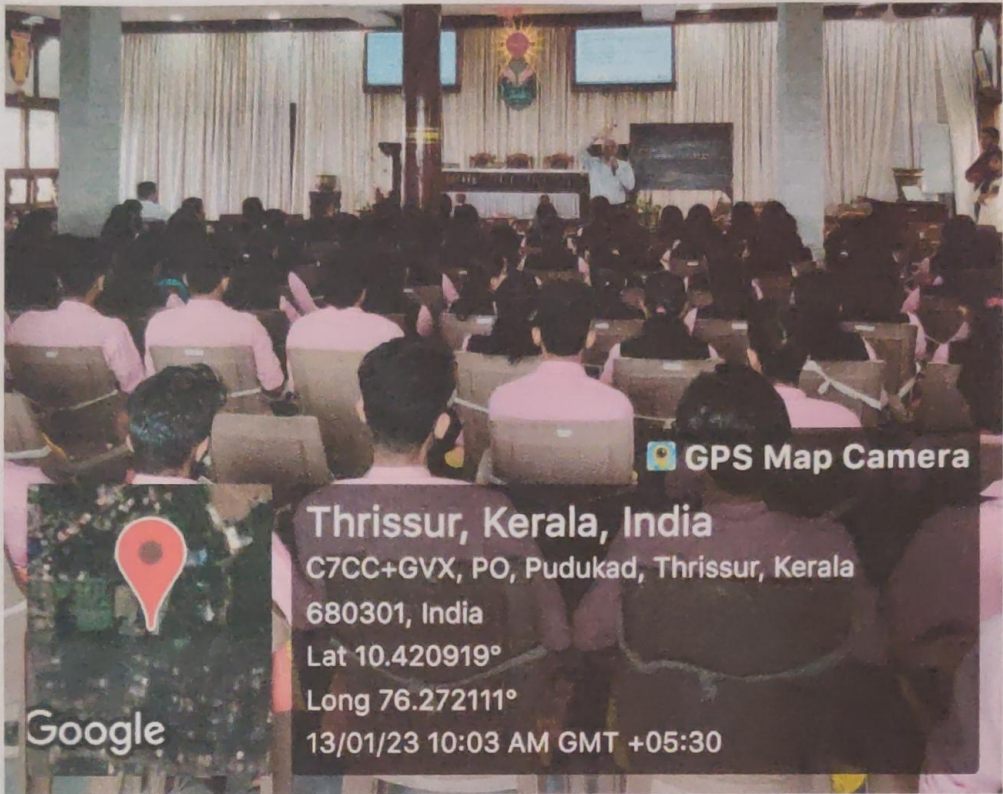 GPS Map Camera
Thrissur, Kerala, India
C7CC+GVX, PO, Pudukad, Thrissur, Kerala
680301, India
Lat 10.420919°
Long 76.272111°
13/01/23 10:03 AM GMT +05:30
Google